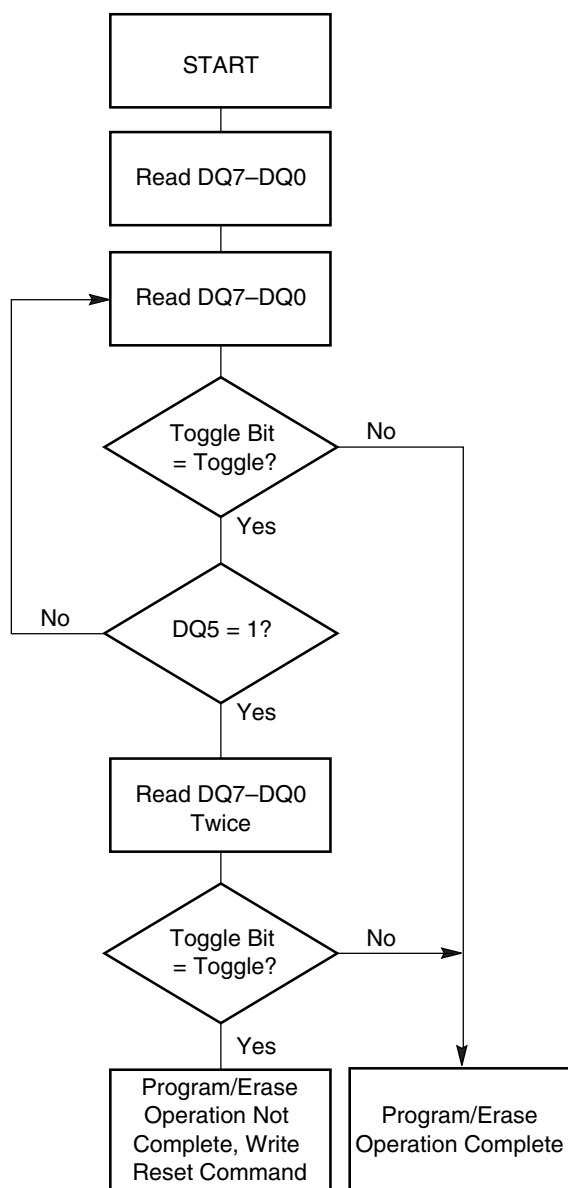 START
Read DQ7–DQ0
Read DQ7–DQ0
Toggle Bit
= Toggle?
No
Yes
No
DQ5 = 1?
Yes
Read DQ7–DQ0
Twice
Toggle Bit
= Toggle?
No
Yes
Program/Erase
Operation Not
Complete, Write
Reset Command
Program/Erase
Operation Complete